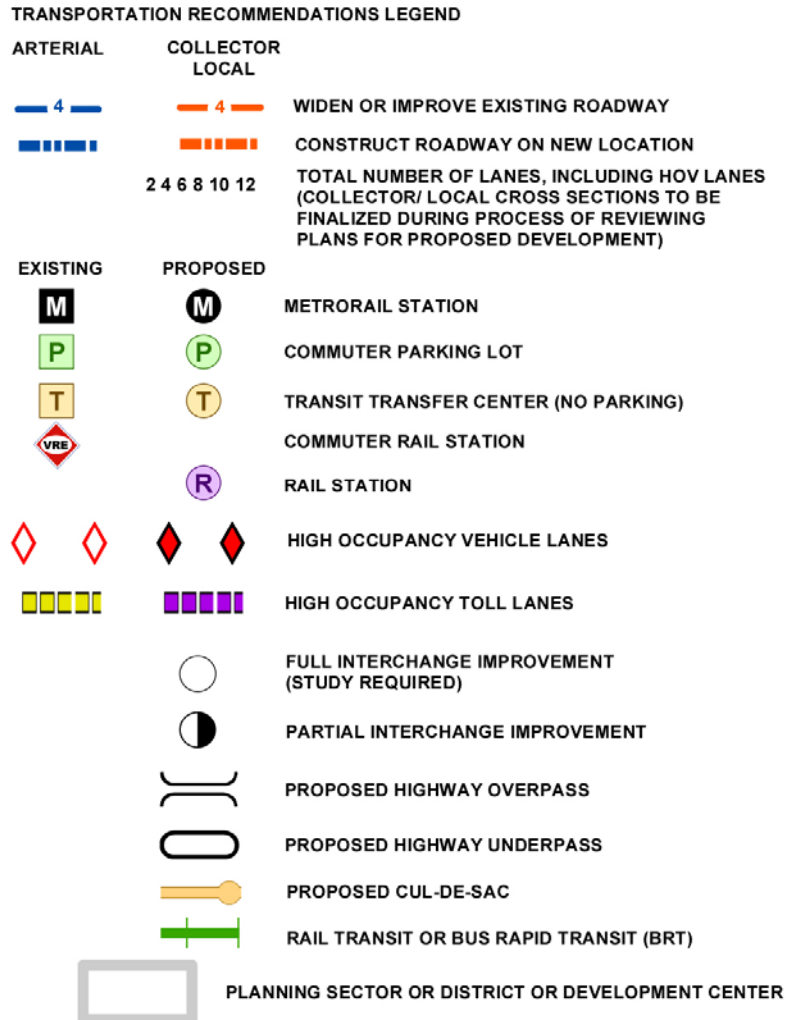 TRANSPORTATION RECOMMENDATIONS LEGEND
ARTERIAL
COLLECTOR
LOCAL
4
4
WIDEN OR IMPROVE EXISTING ROADWAY
CONSTRUCT ROADWAY ON NEW LOCATION
2 4 6 8 10 12
TOTAL NUMBER OF LANES, INCLUDING HOV LANES
(COLLECTOR/ LOCAL CROSS SECTIONS TO BE
FINALIZED DURING PROCESS OF REVIEWING
PLANS FOR PROPOSED DEVELOPMENT)
EXISTING
PROPOSED
M
M
METRORAIL STATION
P
P
COMMUTER PARKING LOT
T
T
TRANSIT TRANSFER CENTER (NO PARKING)
VRE
COMMUTER RAIL STATION
R
RAIL STATION
HIGH OCCUPANCY VEHICLE LANES
HIGH OCCUPANCY TOLL LANES
FULL INTERCHANGE IMPROVEMENT
(STUDY REQUIRED)
PARTIAL INTERCHANGE IMPROVEMENT
PROPOSED HIGHWAY OVERPASS
PROPOSED HIGHWAY UNDERPASS
PROPOSED CUL-DE-SAC
RAIL TRANSIT OR BUS RAPID TRANSIT (BRT)
PLANNING SECTOR OR DISTRICT OR DEVELOPMENT CENTER